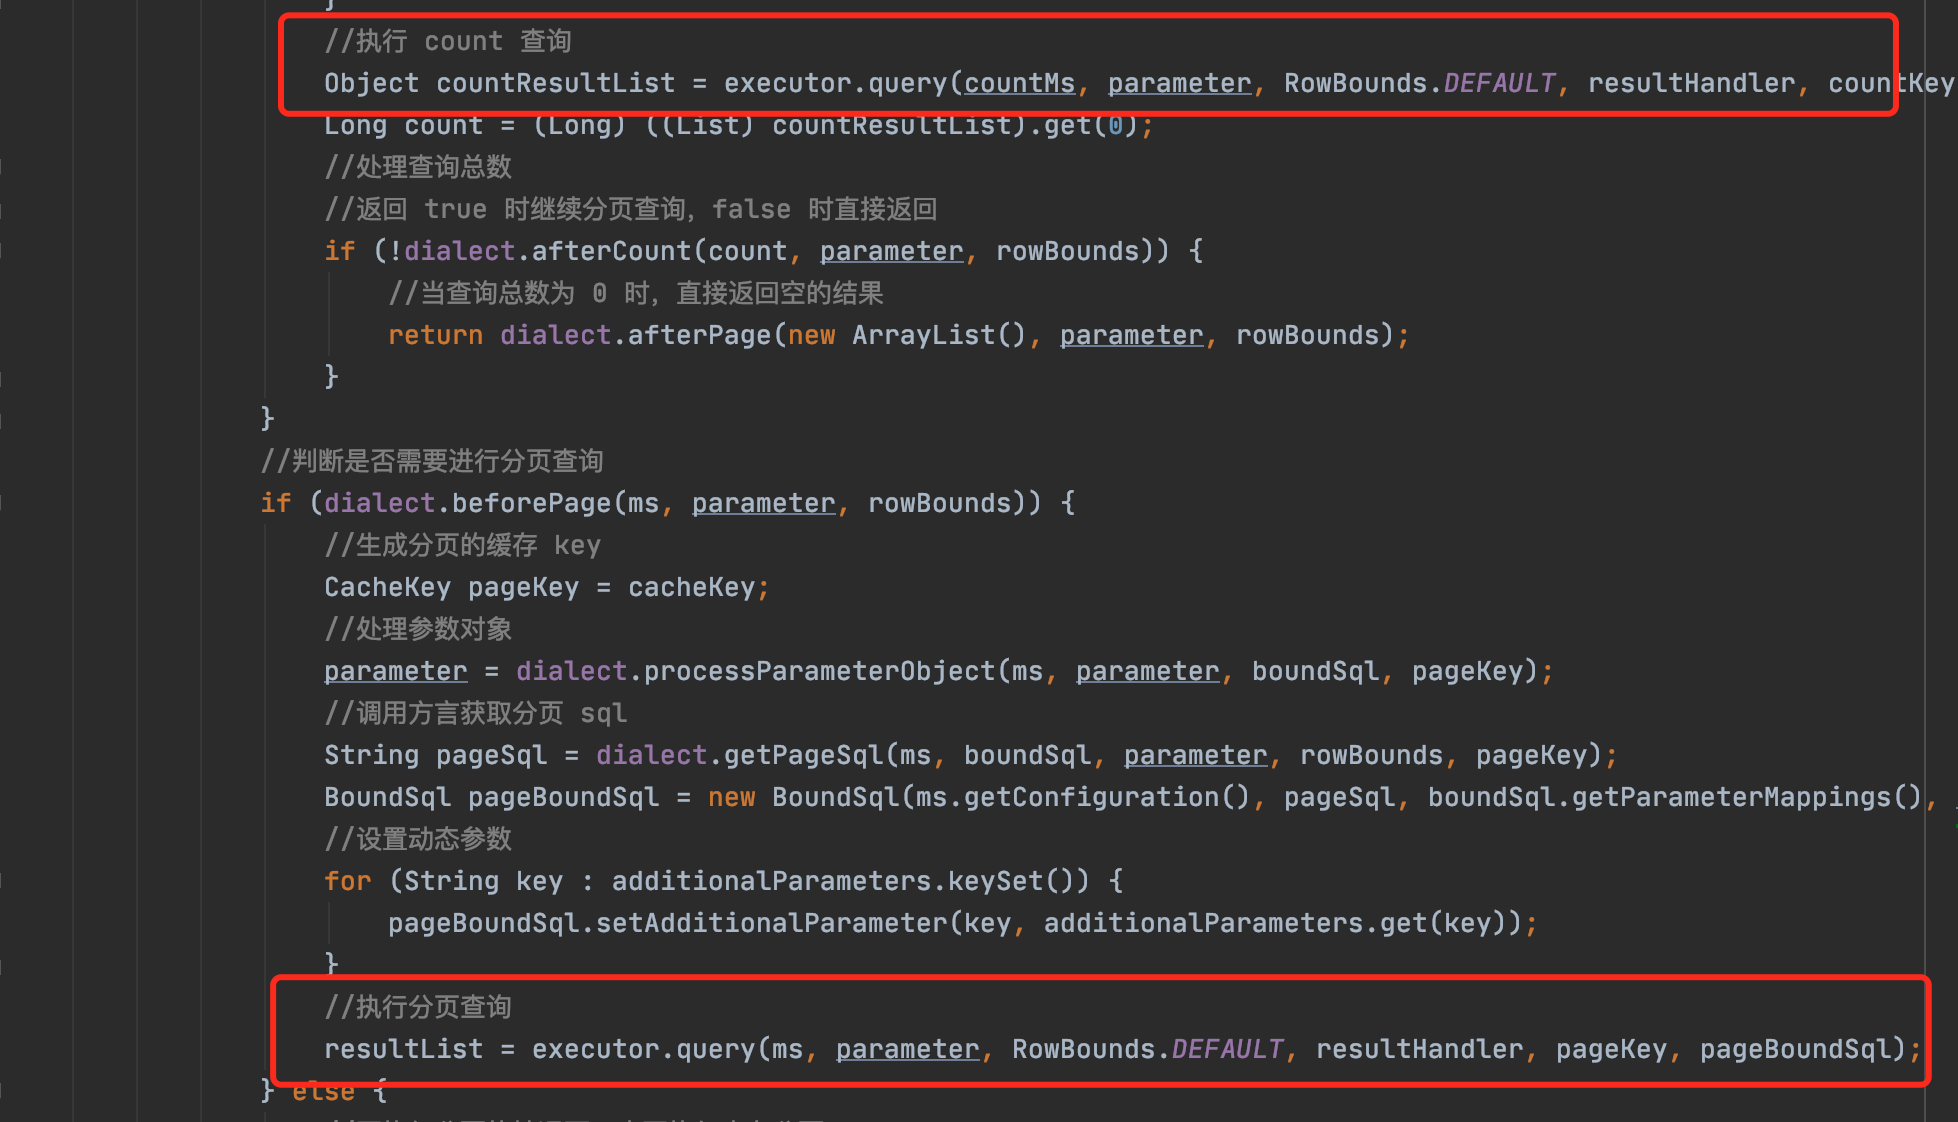 }
//执行 count 查询
Object countResultList = executor.query(countMs, parameter, RowBounds.DEFAULT, resultHandler, countKey
Long count = (Long) ((List) countResultList).get(0);
//处理查询总数
//返回 true 时继续分页查询，false 时直接返回
if (!dialect.afterCount(count, parameter, rowBounds)) {
//当查询总数为 0 时，直接返回空的结果
return dialect.afterPage(new ArrayList(), parameter, rowBounds);
}
}
//判断是否需要进行分页查询
if (dialect.beforePage(ms, parameter, rowBounds)) {
//生成分页的缓存 key
CacheKey pageKey = cacheKey;
//处理参数对象
parameter = dialect.processParameterObject(ms, parameter, boundSql, pageKey);
//调用方言获取分页 sql
String pageSql = dialect.getPageSql(ms, boundSql, parameter, rowBounds, pageKey);
BoundSql pageBoundSql = new BoundSql(ms.getConfiguration(), pageSql, boundSql.getParameterMappings(),
//设置动态参数
for (String key : additionalParameters.keySet()) {
pageBoundSql.setAdditionalParameter(key, additionalParameters.get(key));
}
//执行分页查询
resultList = executor.query(ms, parameter, RowBounds.DEFAULT, resultHandler, pageKey, pageBoundSql);
} else {